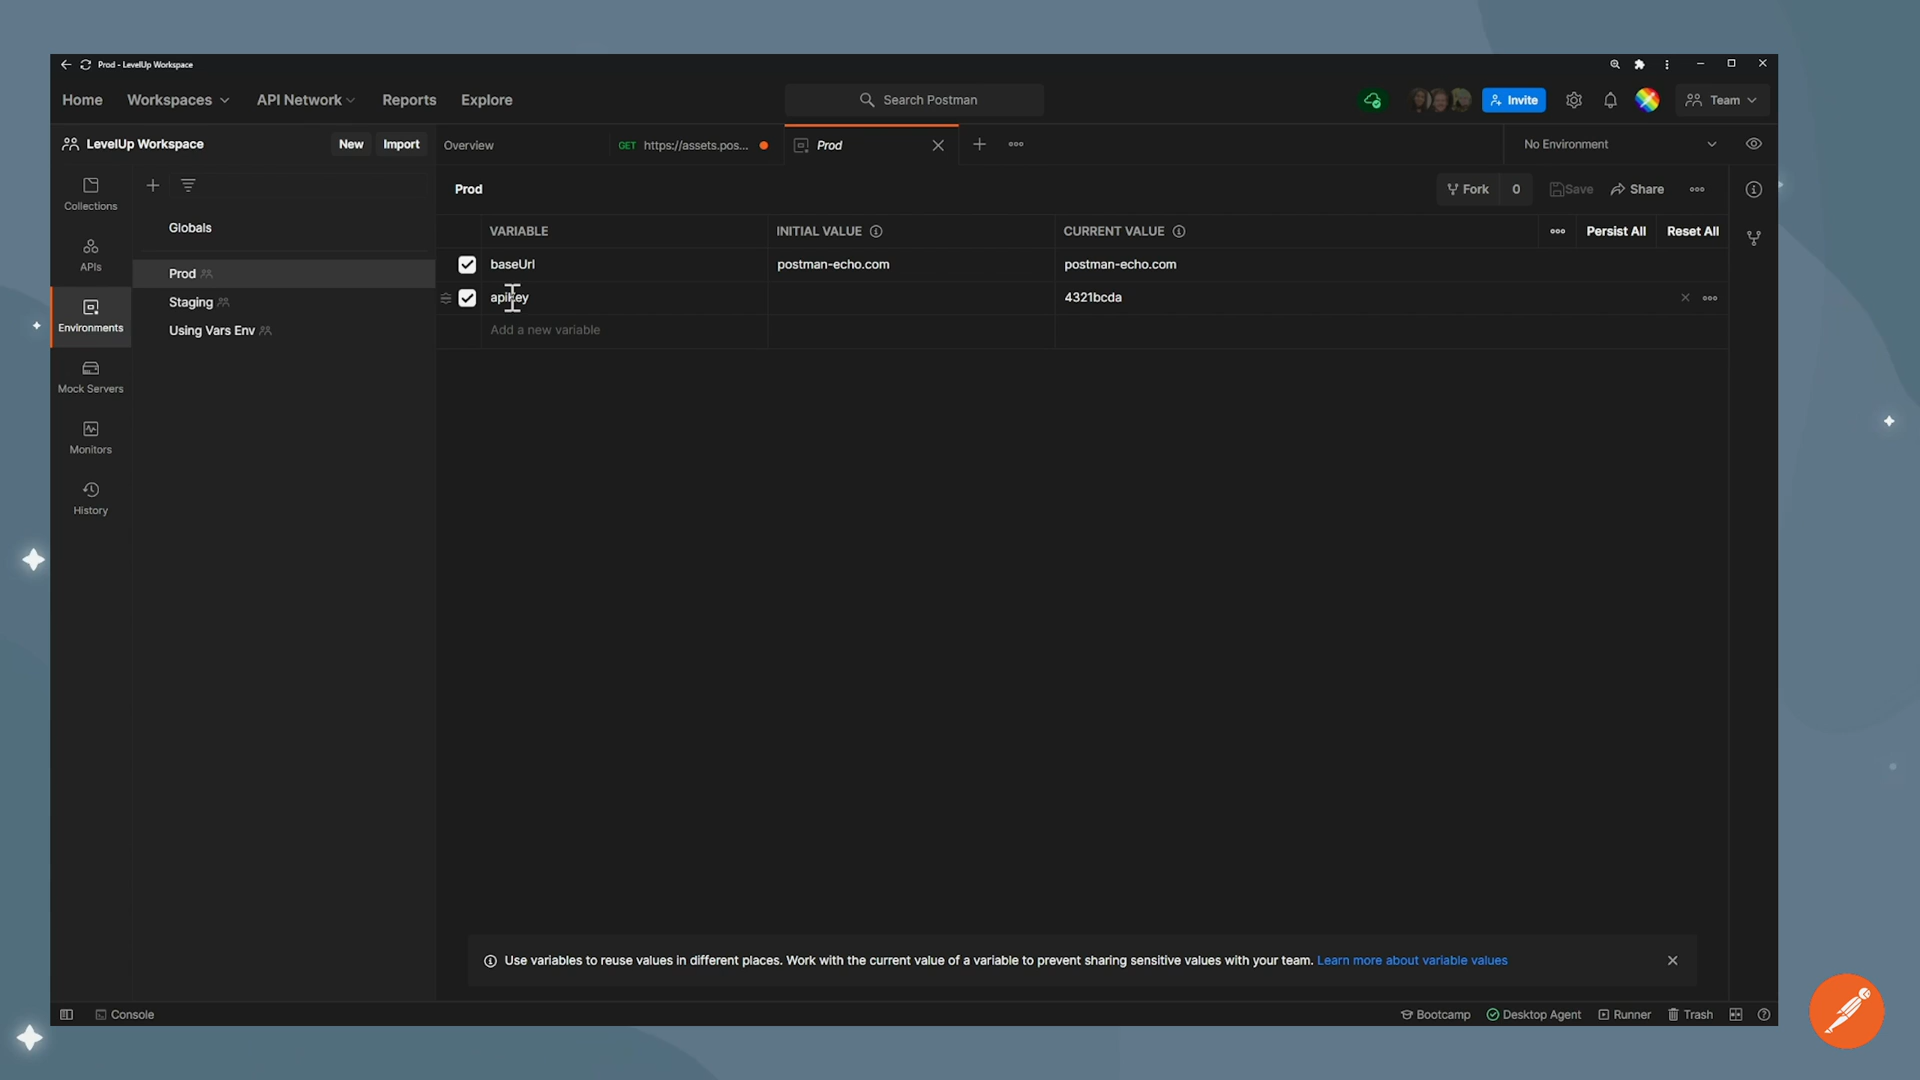 Prod - LevelUp Workspace
Home Workspaces API Network Reports Explore Search Postman Invite Team
LevelUp Workspace New Import Overview GET https://assets.pos... Prod No Environment
Collections
APIs
Environments
Mock Servers
Monitors
History
Globals
Prod
Staging
Using Vars Env
Prod Fork 0 Save Share
VARIABLE INITIAL VALUE CURRENT VALUE Persist All Reset All
baseUrl postman-echo.com postman-echo.com
apiKey 4321bcda
Add a new variable
Use variables to reuse values in different places. Work with the current value of a variable to prevent sharing sensitive values with your team. Learn more about variable values
Console Bootcamp Desktop Agent Runner Trash